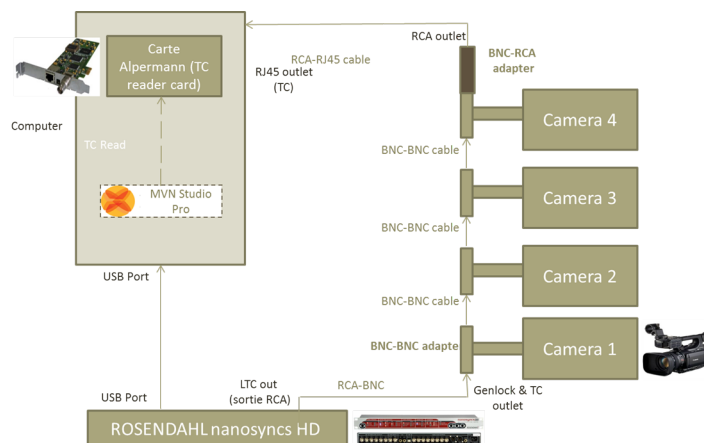 RCA outlet
BNC-RCA
adapter
Carte
Alpermann (TC
reader card)
RCA-RJ45 cable
RJ45 outlet
(TC)
Computer
Camera 4
TC Read
BNC-BNC cable
MVN Studio
Pro
Camera 3
BNC-BNC cable
USB Port
Camera 2
BNC-BNC cable
BNC-BNC adapter
Camera 1
USB Port
LTC out
(sortie RCA)
RCA-BNC
Genlock & TC
outlet
ROSENDAHL nanosyncs HD